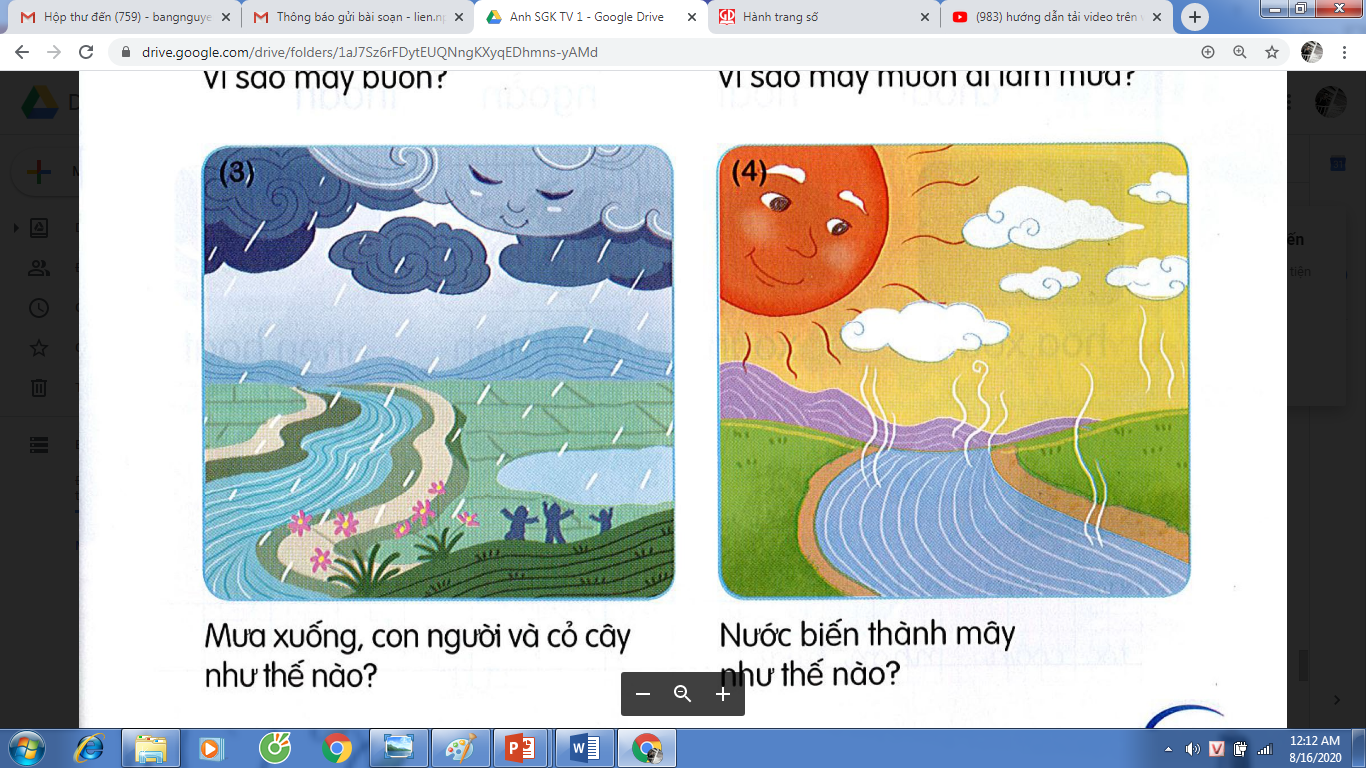 Hộp thư đến (759) - bangnguye
Thông báo gửi bài soạn - lien.n
Anh SGK TV 1 - Google Drive
Hành trang số
(983) hướng dẫn tải video trên
drive.google.com/drive/folders/1aJ7Sz6rFDytEUQNngKXyqEDhmns-yAMd
Vì sao mây buồn?
Vì sao mây muốn đi làm mưa?
(3)
(4)
Mưa xuống, con người và cỏ cây
như thế nào?
Nước biến thành mây
như thế nào?
ến
tiện
12:12 AM
8/16/2020